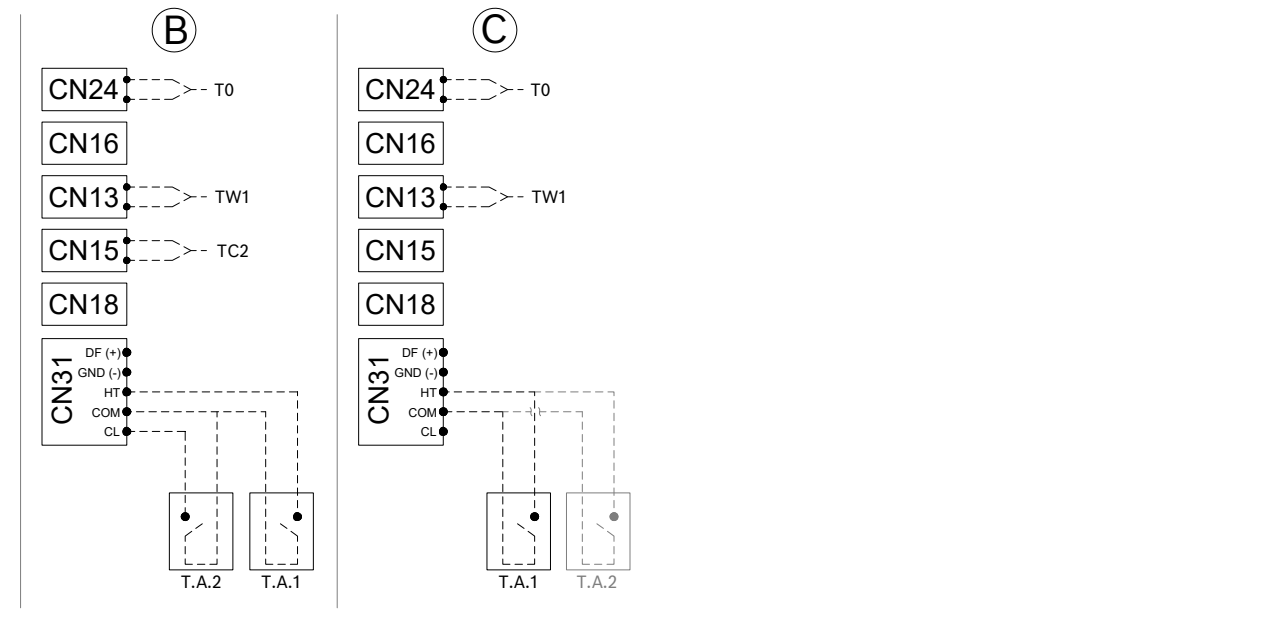 B
CN24
T0
CN16
CN13
TW1
CN15
TC2
CN18
CN31
DF (+)
GND (-)
HT
COM
CL
T.A.2
T.A.1
C
CN24
T0
CN16
CN13
TW1
CN15
CN18
CN31
DF (+)
GND (-)
HT
COM
CL
T.A.1
T.A.2